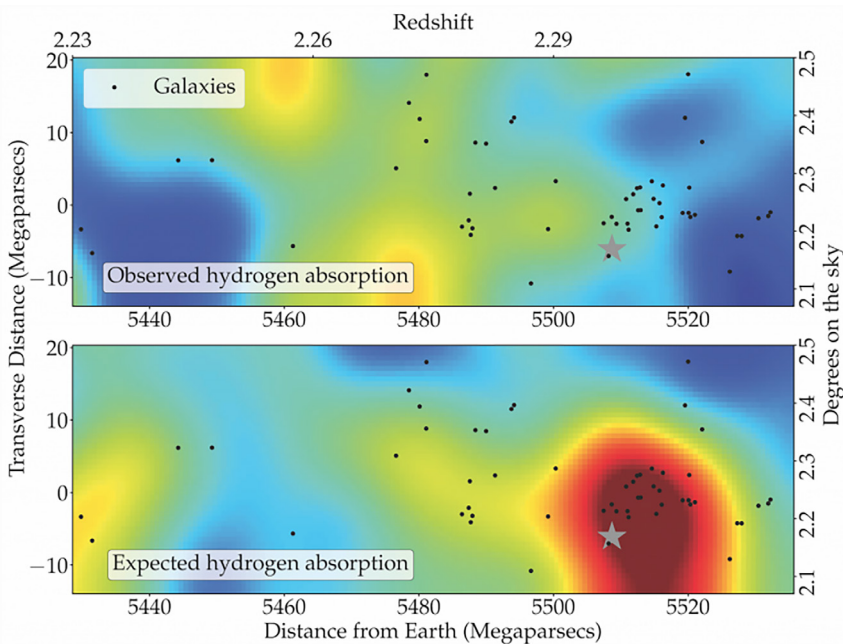 Redshift
2.23 2.26 2.29
20 2.5
Galaxies
10 2.4
0 2.3
2.2
−10 Observed hydrogen absorption 2.1
5440 5460 5480 5500 5520
Transverse Distance (Megaparsecs)
Degrees on the sky
20 2.5
10 2.4
0 2.3
2.2
−10 Expected hydrogen absorption 2.1
5440 5460 5480 5500 5520
Distance from Earth (Megaparsecs)